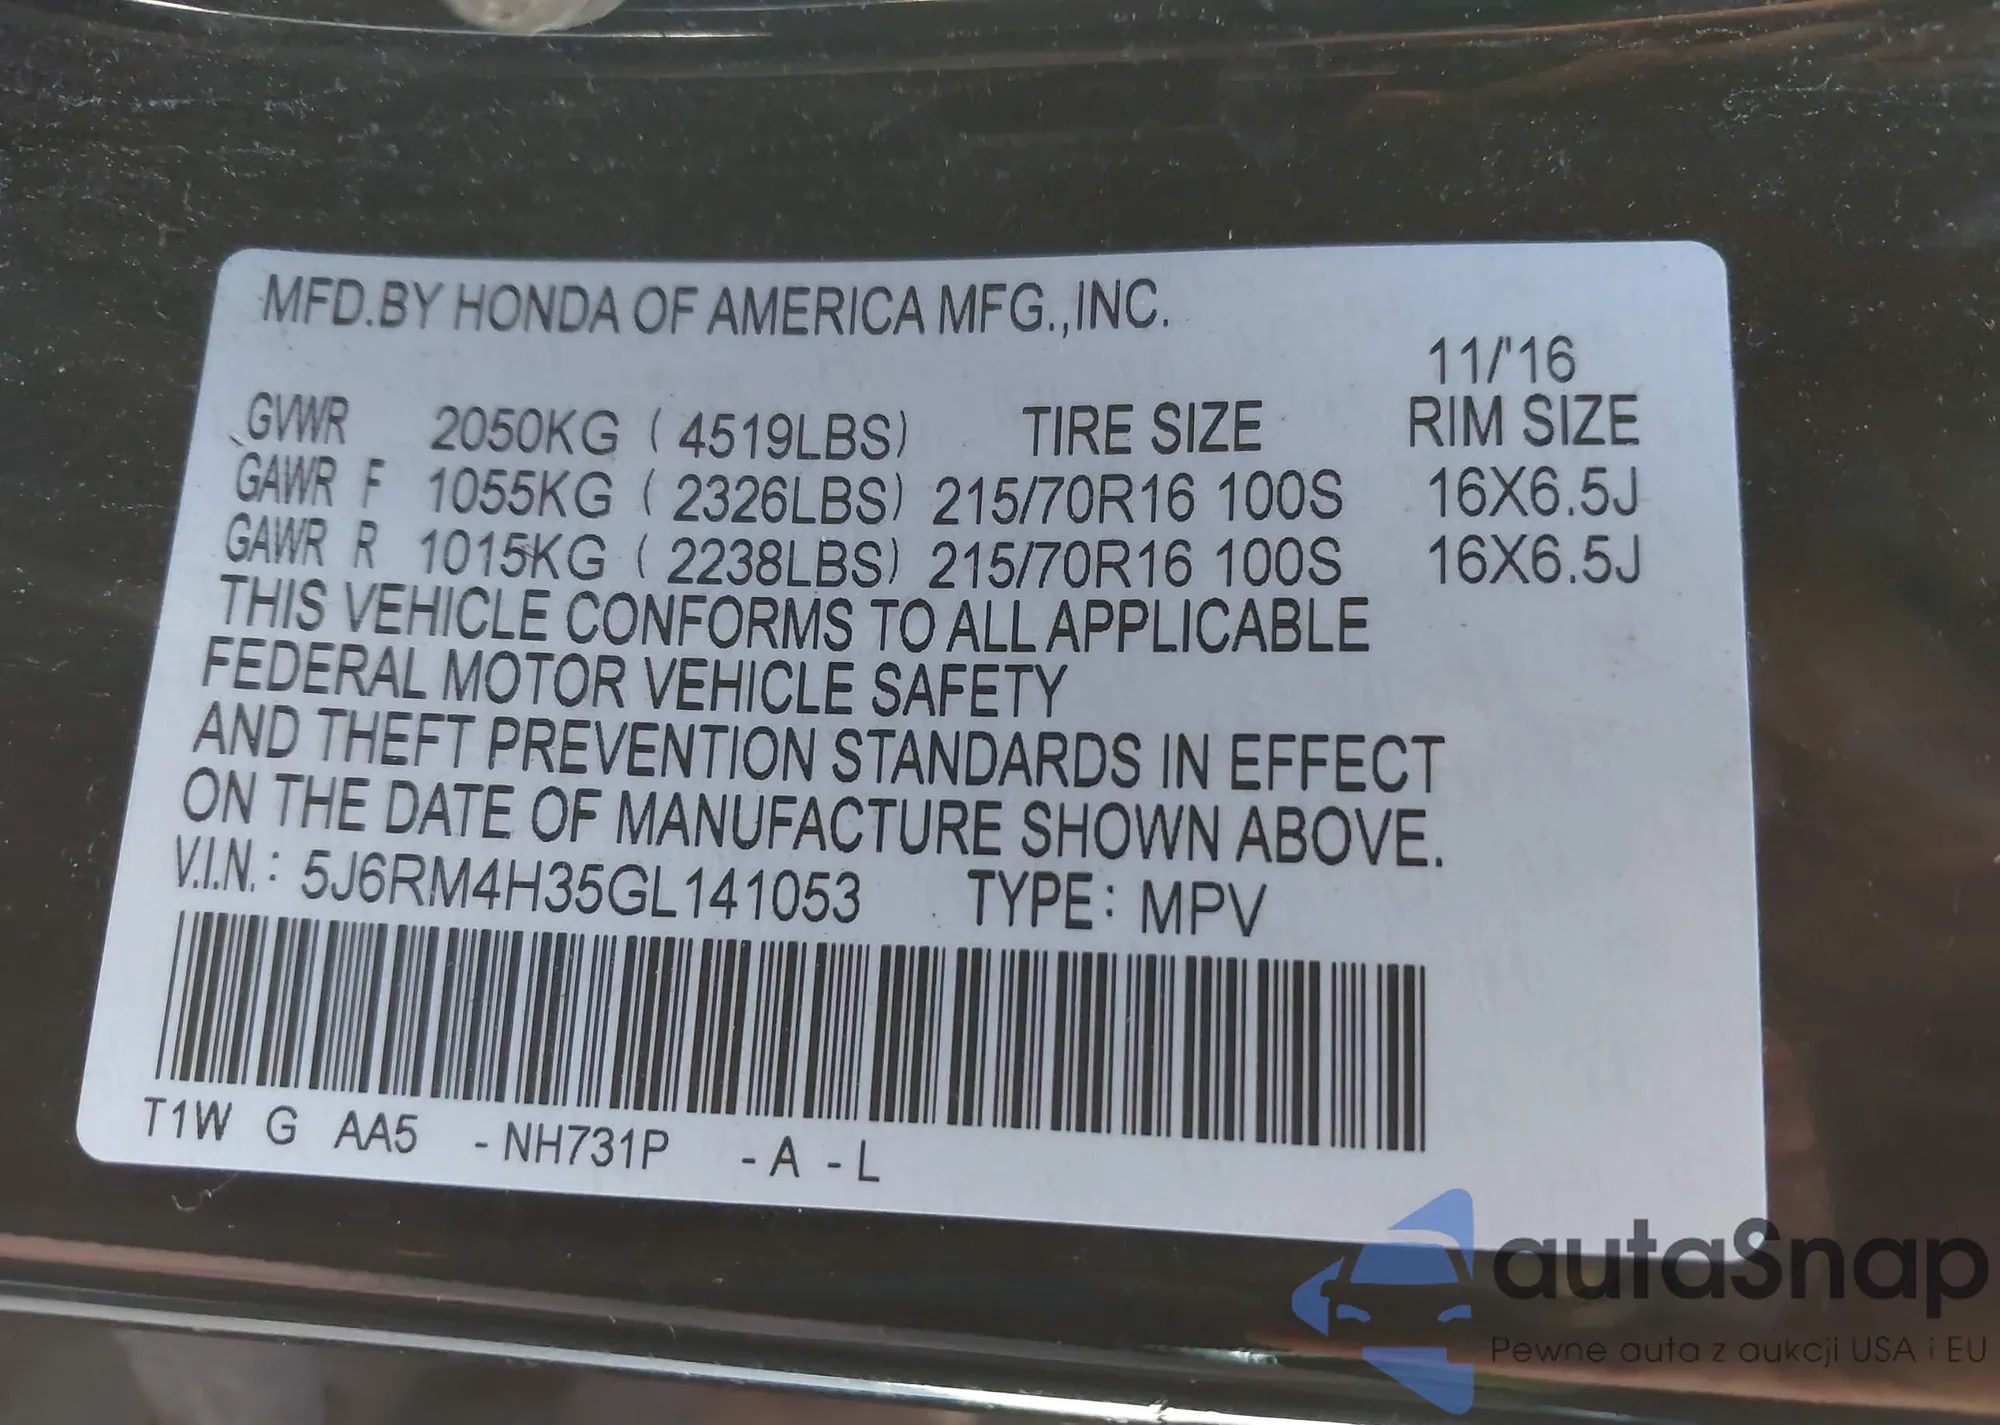 MFD.BY HONDA OF AMERICA MFG.,INC.
11/'16
GVWR 2050KG (4519LBS) TIRE SIZE RIM SIZE
GAWR F 1055KG (2326LBS) 215/70R16 100S 16X6.5J
GAWR R 1015KG (2238LBS) 215/70R16 100S 16X6.5J
THIS VEHICLE CONFORMS TO ALL APPLICABLE
FEDERAL MOTOR VEHICLE SAFETY
AND THEFT PREVENTION STANDARDS IN EFFECT
ON THE DATE OF MANUFACTURE SHOWN ABOVE.
V.I.N.: 5J6RM4H35GL141053 TYPE: MPV
T1W G AA5 -NH731P -A -L
autaSnap
Pewne auta z aukcji USA i EU